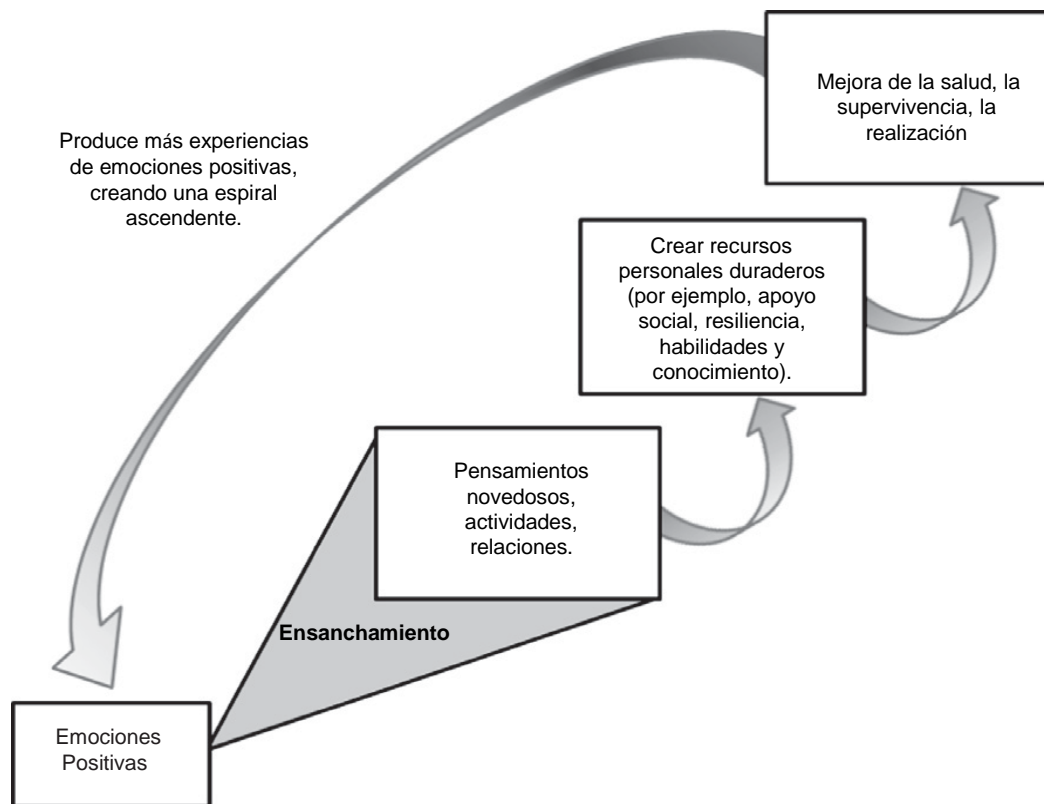 Mejora de la salud, la
supervivencia, la
realización
Produce más experiencias
de emociones positivas,
creando una espiral
ascendente.
Crear recursos
personales duraderos
(por ejemplo, apoyo
social, resiliencia,
habilidades y
conocimiento).
Pensamientos
novedosos,
actividades,
relaciones.
Ensanchamiento
Emociones
Positivas